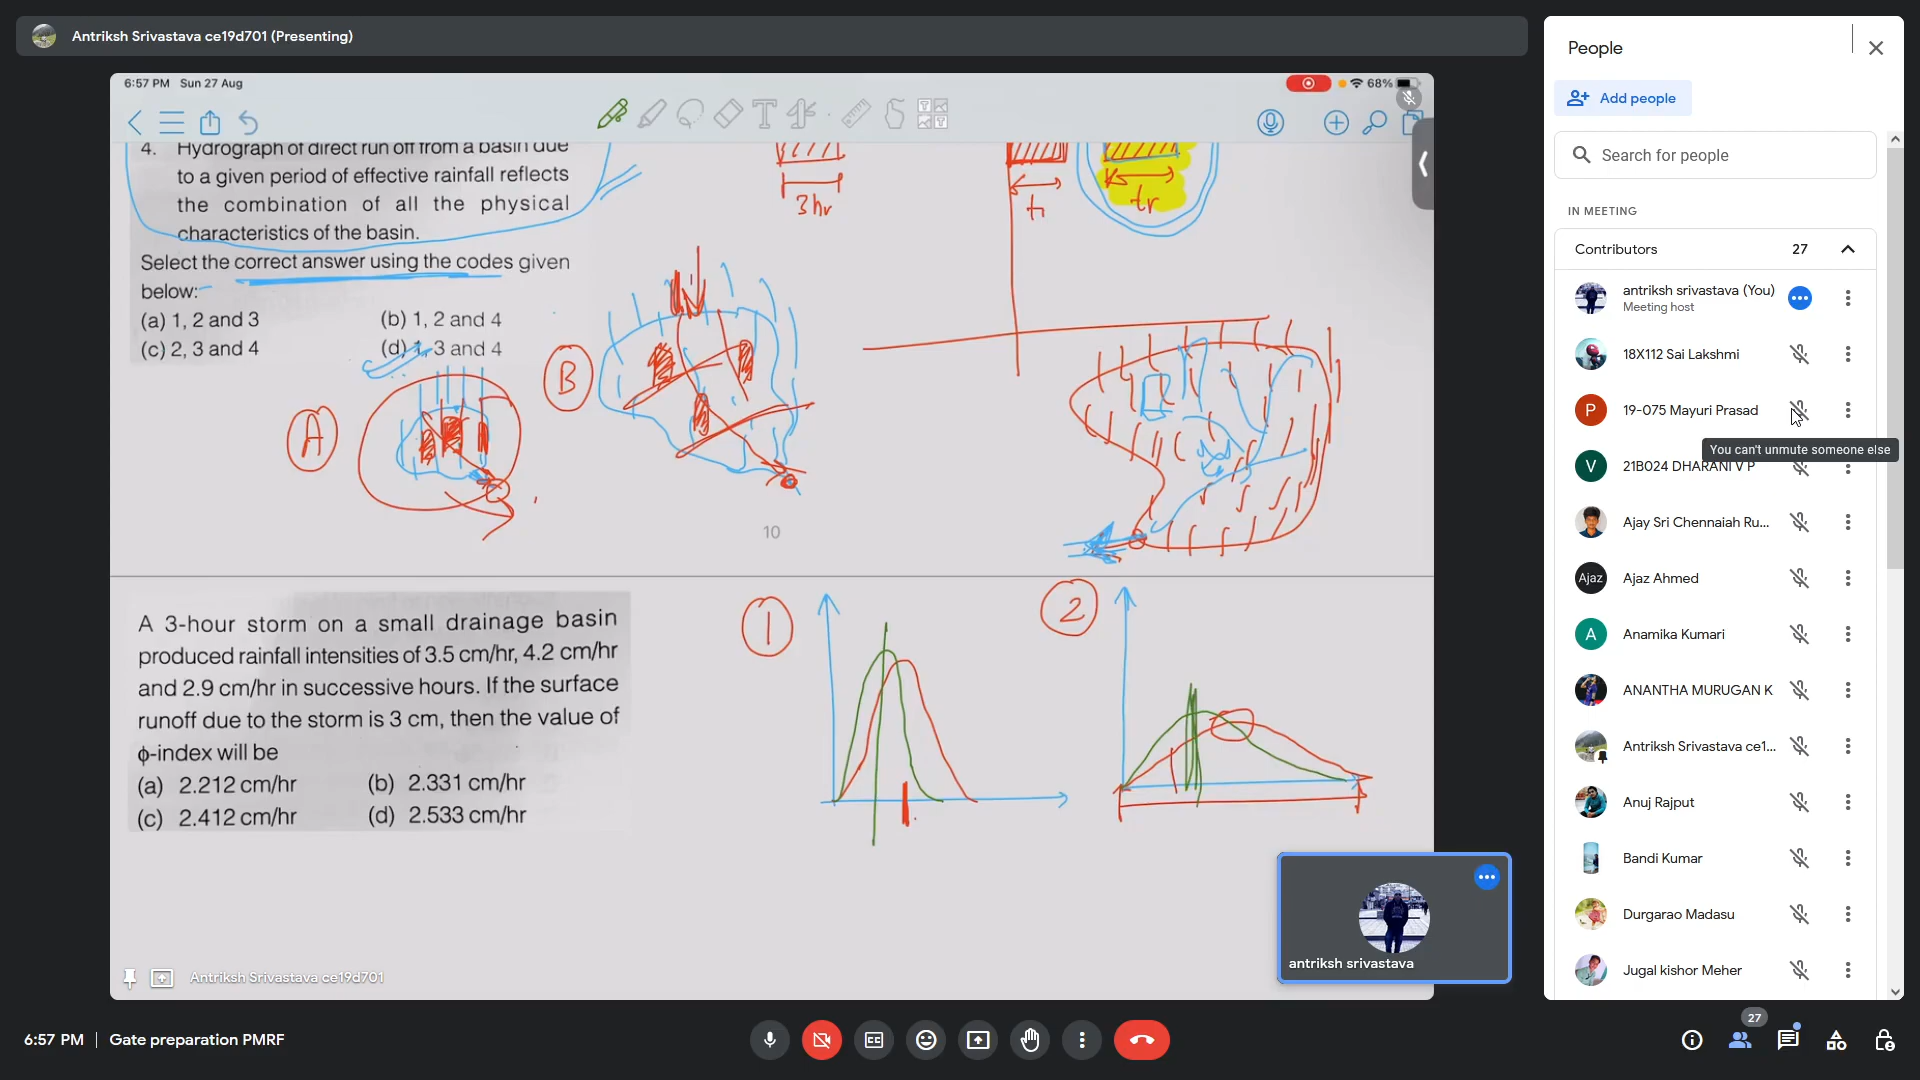 Antriksh Srivastava ce19d701 (Presenting)
6:57 PM Sun 27 Aug
68%
4. Hydrograph of direct run off from a basin due
to a given period of effective rainfall reflects
the combination of all the physical
characteristics of the basin.
Select the correct answer using the codes given
below:
(a) 1, 2 and 3
(b) 1, 2 and 4
(c) 2, 3 and 4
(d) 1, 3 and 4
3hr
tr
A
B
10
A 3-hour storm on a small drainage basin
produced rainfall intensities of 3.5 cm/hr, 4.2 cm/hr
and 2.9 cm/hr in successive hours. If the surface
runoff due to the storm is 3 cm, then the value of
ϕ-index will be
(a) 2.212 cm/hr
(b) 2.331 cm/hr
(c) 2.412 cm/hr
(d) 2.533 cm/hr
1
2
antriksh srivastava
Antriksh Srivastava ce19d701
People
Add people
Search for people
IN MEETING
Contributors 27
antriksh srivastava (You)
Meeting host
18X112 Sai Lakshmi
P
19-075 Mayuri Prasad
You can't unmute someone else
V
21B024 DHARANI V P
Ajay Sri Chennaiah Ru...
Ajaz
Ajaz Ahmed
A
Anamika Kumari
ANANTHA MURUGAN K
Antriksh Srivastava ce1...
Anuj Rajput
Bandi Kumar
Durgarao Madasu
Jugal kishor Meher
6:57 PM | Gate preparation PMRF
27